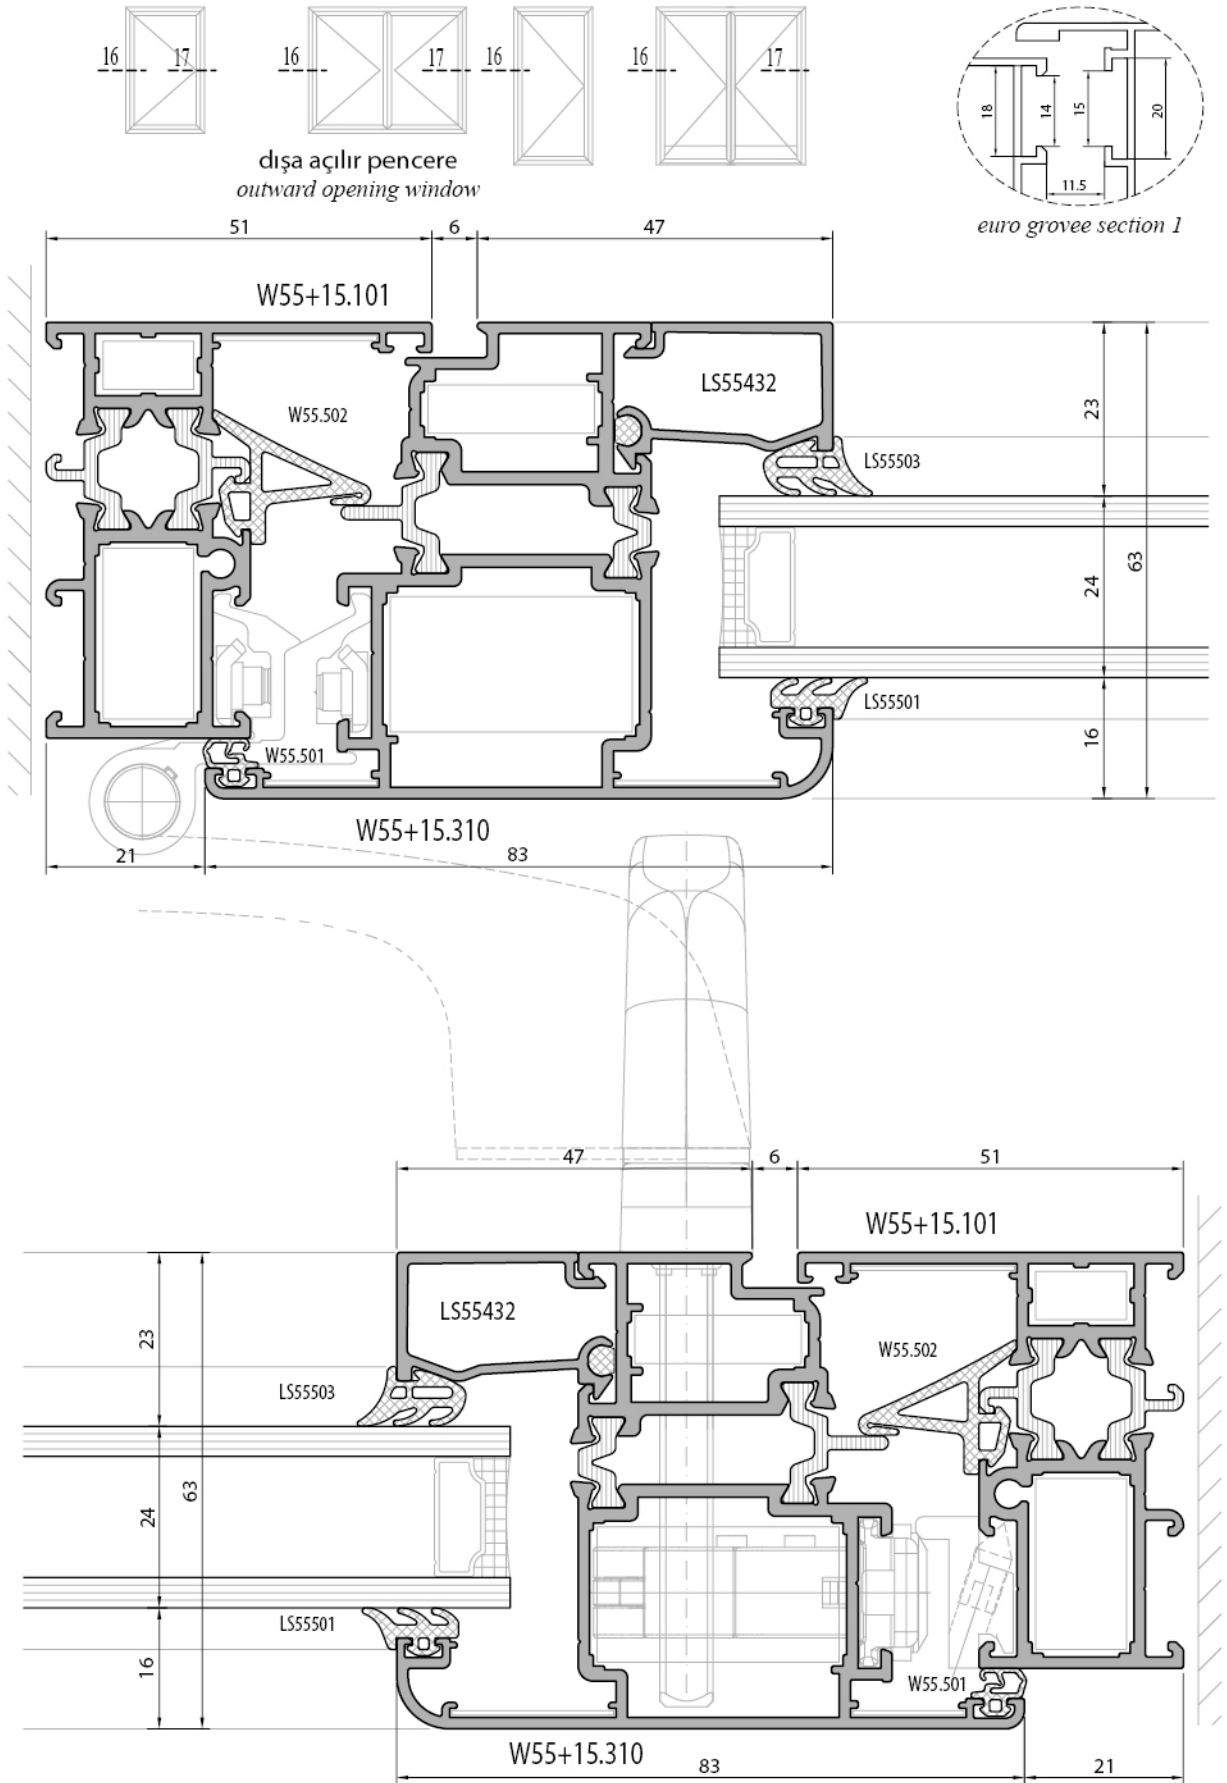 16 17 16 17 16 16 17
dışa açılır pencere
outward opening window
18 14 15 20
11.5
euro grovee section 1
51 6 47
W55+15.101
LS55432
W55.502
LS55503
23
24
63
LS55501
16
W55.501
W55+15.310
21 83
47 6 51
W55+15.101
LS55432
W55.502
23
LS55503
63
24
LS55501
16
W55.501
W55+15.310
83 21